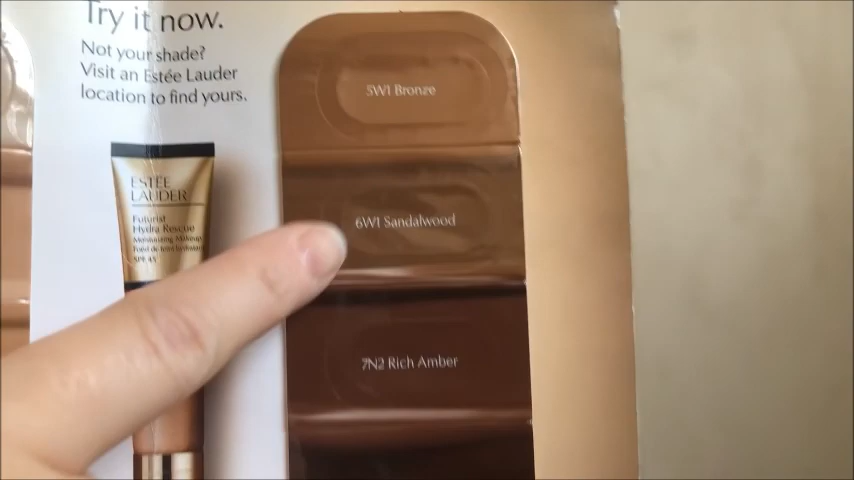 Try it now.
Not your shade?
Visit an Estée Lauder
location to find yours.
ESTĒE
LAUDER
Futurist
Hydra Rescue
Moisturizing Makeup
SPF 45
5W1 Bronze
6W1 Sandalwood
7N2 Rich Amber